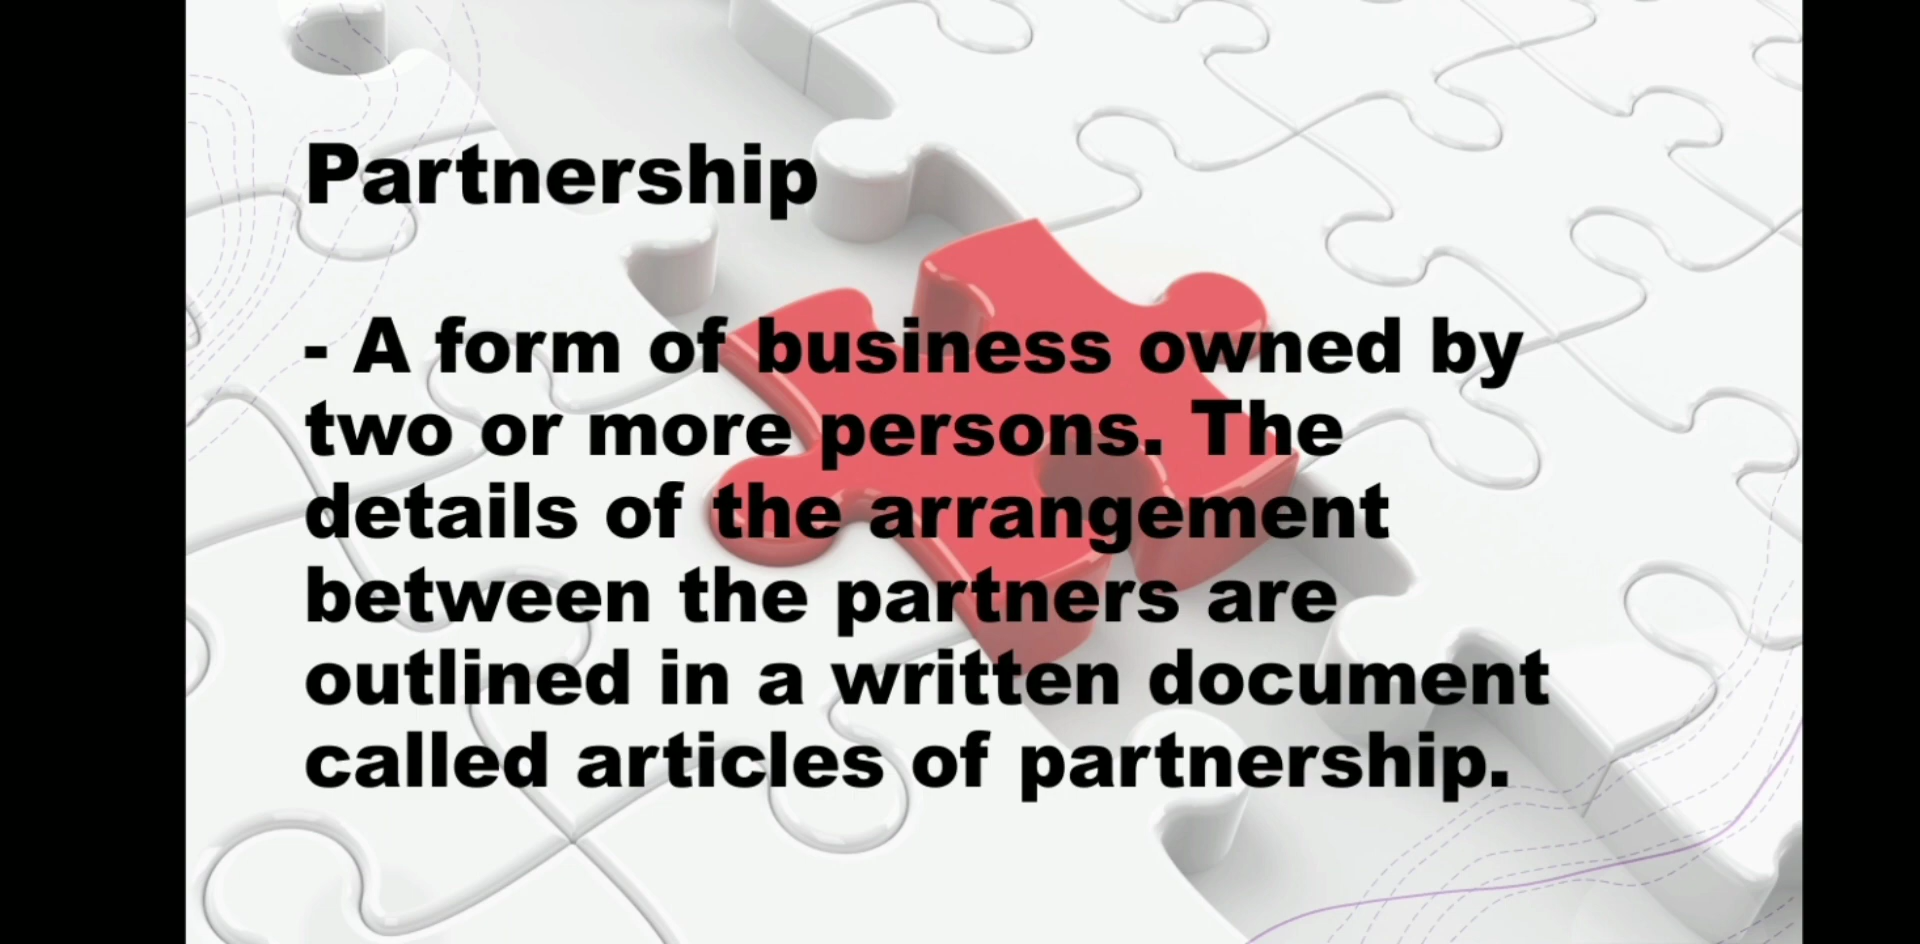 Partnership
- A form of business owned by
two or more persons. The
details of the arrangement
between the partners are
outlined in a written document
called articles of partnership.